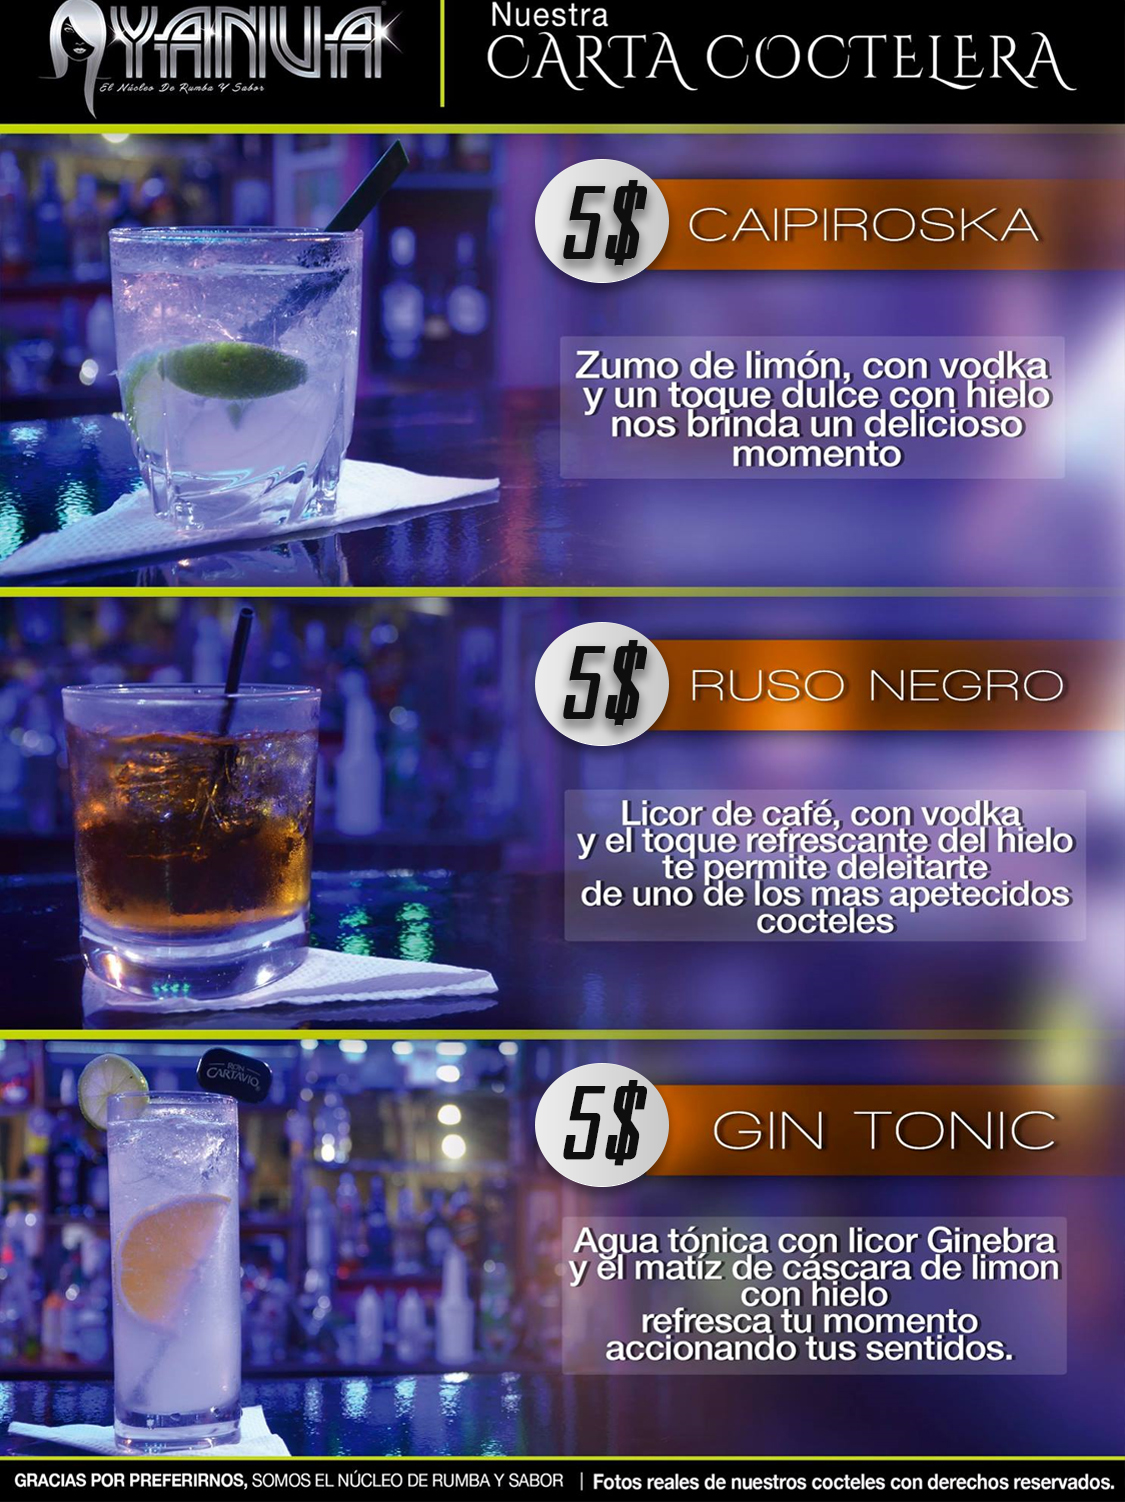 AYANUA
El Núcleo De Rumba Y Sabor
Nuestra
CARTA COCTELERA
5$
CAIPIROSKA
Zumo de limón, con vodka
y un toque dulce con hielo
nos brinda un delicioso
momento
5$
RUSO NEGRO
Licor de café, con vodka
y el toque refrescante del hielo
te permite deleitarte
de uno de los mas apetecidos
cocteles
RON
CARTAVIO
5$
GIN TONIC
Agua tónica con licor Ginebra
y el matíz de cáscara de limon
con hielo
refresca tu momento
accionando tus sentidos.
GRACIAS POR PREFERIRNOS, SOMOS EL NÚCLEO DE RUMBA Y SABOR | Fotos reales de nuestros cocteles con derechos reservados.